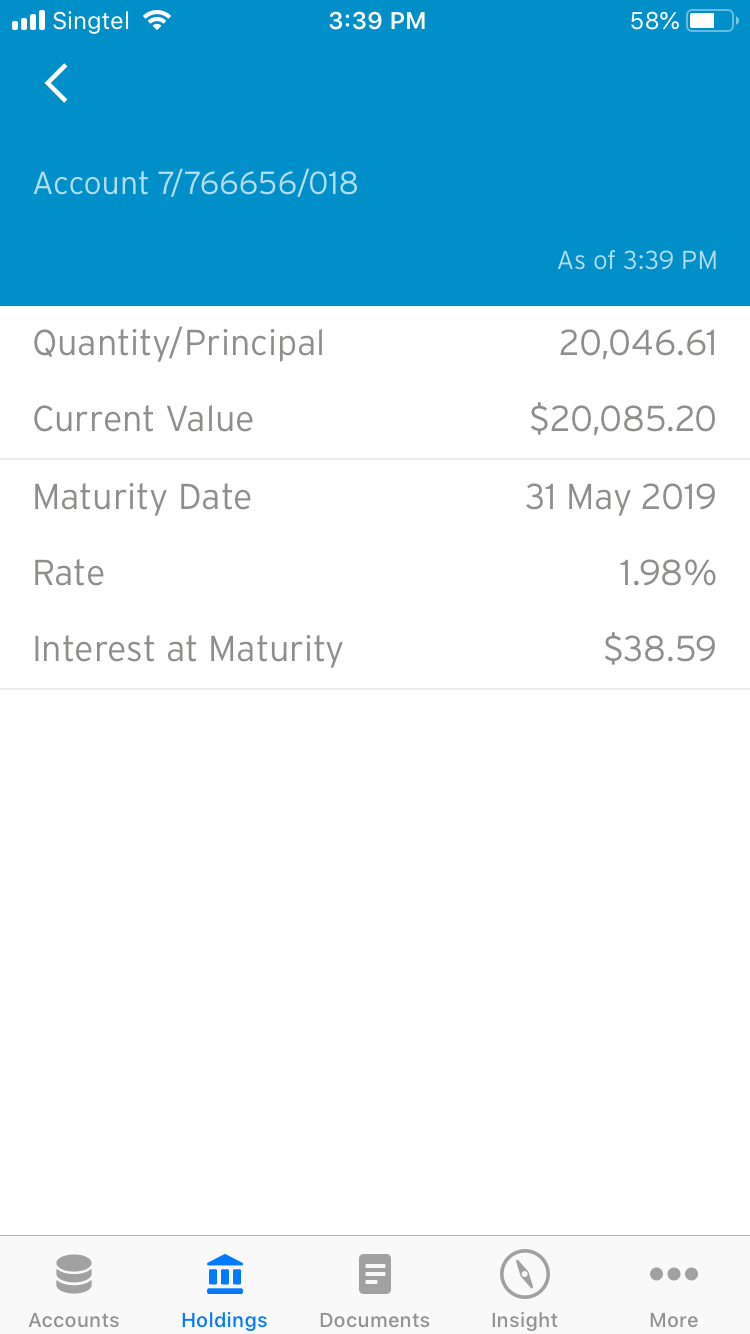 Singtel 3:39 PM 58%
Account 7/766656/018
As of 3:39 PM
Quantity/Principal 20,046.61
Current Value $20,085.20
Maturity Date 31 May 2019
Rate 1.98%
Interest at Maturity $38.59
Accounts Holdings Documents Insight More